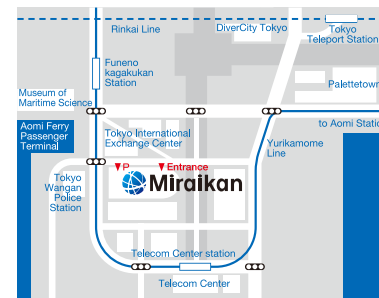 Rinkai Line
DiverCity Tokyo
Tokyo
Teleport Station
Funeno
kagakukan
Station
Palettetown
Museum of
Maritime Science
to Aomi Static
Aomi Ferry
Passenger
Terminal
Tokyo International
Exchange Center
Yurikamome
Line
P
Entrance
Miraikan
Tokyo
Wangan
Police
Station
Telecom Center station
Telecom Center